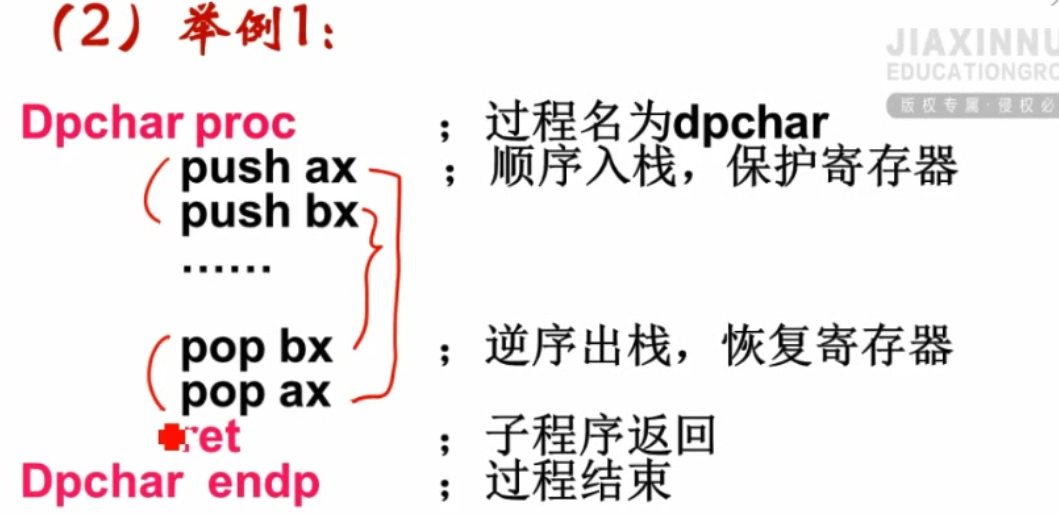 （2）举例1：
JIAXINNU
EDUCATIONGRO
版权专属·侵权必
Dpchar proc ；过程名为dpchar
push ax ；顺序入栈，保护寄存器
push bx
......
pop bx ；逆序出栈，恢复寄存器
pop ax
ret ；子程序返回
Dpchar endp ；过程结束